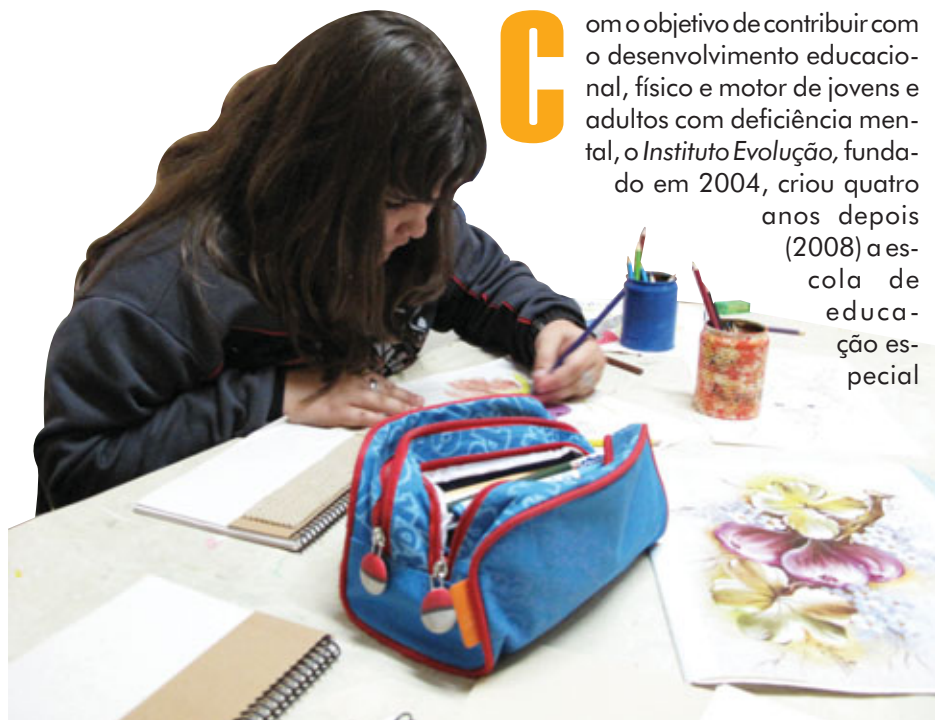 Com o objetivo de contribuir com
o desenvolvimento educacio-
nal, físico e motor de jovens e
adultos com deficiência men-
tal, o Instituto Evolução, funda-
do em 2004, criou quatro
anos depois
(2008) a es-
cola de
educa-
ção es-
pecial